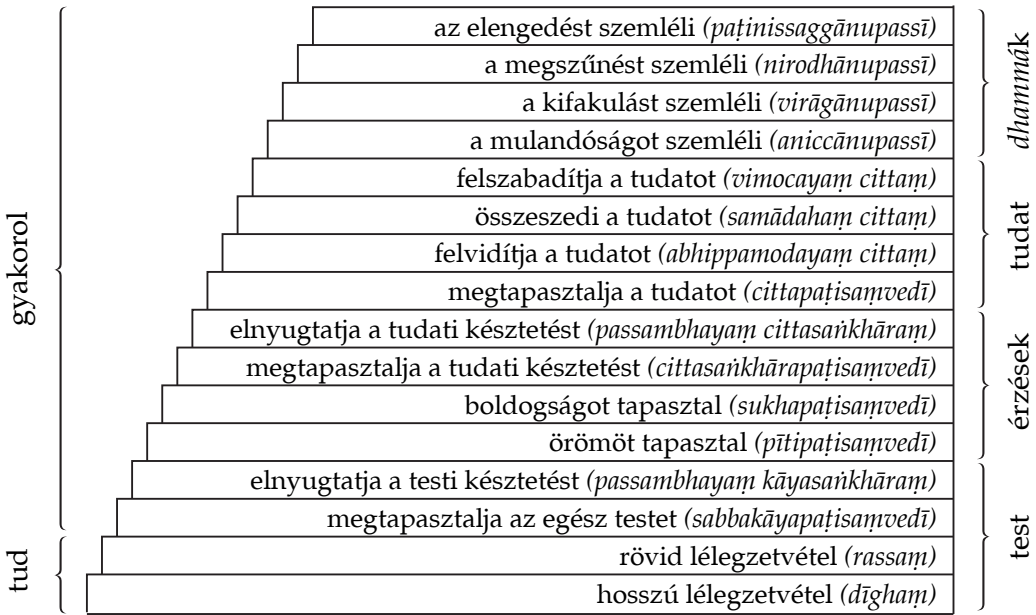 az elengedést szemléli (paṭinissaggānupassī)
a megszűnést szemléli (nirodhānupassī)
a kifakulást szemléli (virāgānupassī)
a mulandóságot szemléli (aniccānupassī)
felszabadítja a tudatot (vimocayaṃ cittaṃ)
összeszedi a tudatot (samādahaṃ cittaṃ)
felvidítja a tudatot (abhippamodayaṃ cittaṃ)
megtapasztalja a tudatot (cittapaṭisaṃvedī)
elnyugtatja a tudati késztetést (passambhayaṃ cittasaṅkhāraṃ)
megtapasztalja a tudati késztetést (cittasaṅkhārapaṭisaṃvedī)
boldogságot tapasztal (sukhapaṭisaṃvedī)
örömöt tapasztal (pītipaṭisaṃvedī)
elnyugtatja a testi késztetést (passambhayaṃ kāyasaṅkhāraṃ)
megtapasztalja az egész testet (sabbakāyapaṭisaṃvedī)
rövid lélegzetvétel (rassaṃ)
hosszú lélegzetvétel (dīghaṃ)
gyakorol
tud
dhammák
tudat
érzések
test